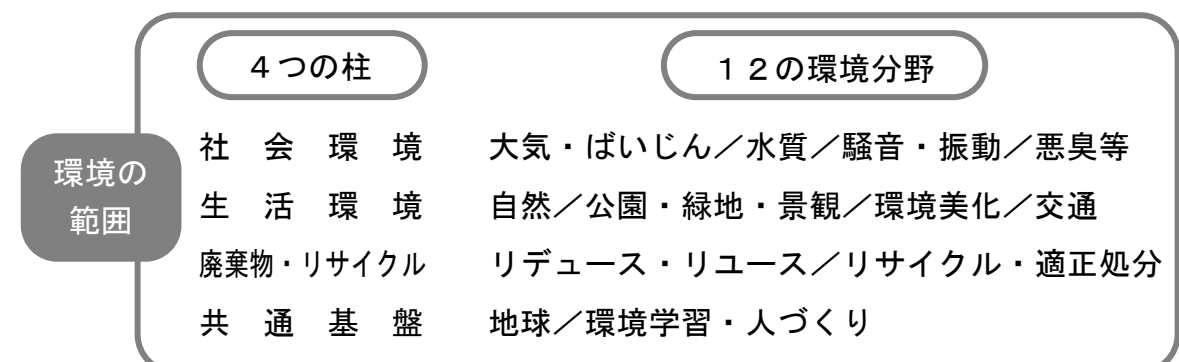 ４つの柱 １２の環境分野
環境の
範囲
社会環境 大気・ばいじん／水質／騒音・振動／悪臭等
生活環境 自然／公園・緑地・景観／環境美化／交通
廃棄物・リサイクル リデュース・リユース／リサイクル・適正処分
共通基盤 地球／環境学習・人づくり